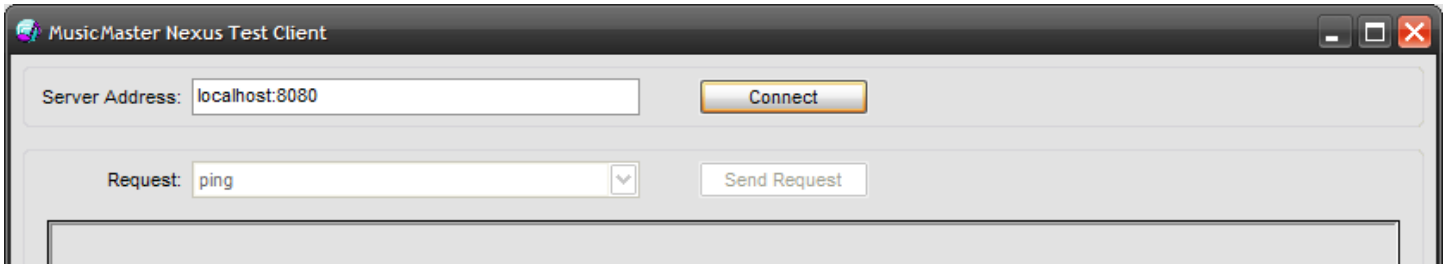 MusicMaster Nexus Test Client
Server Address: localhost:8080 Connect
Request: ping Send Request